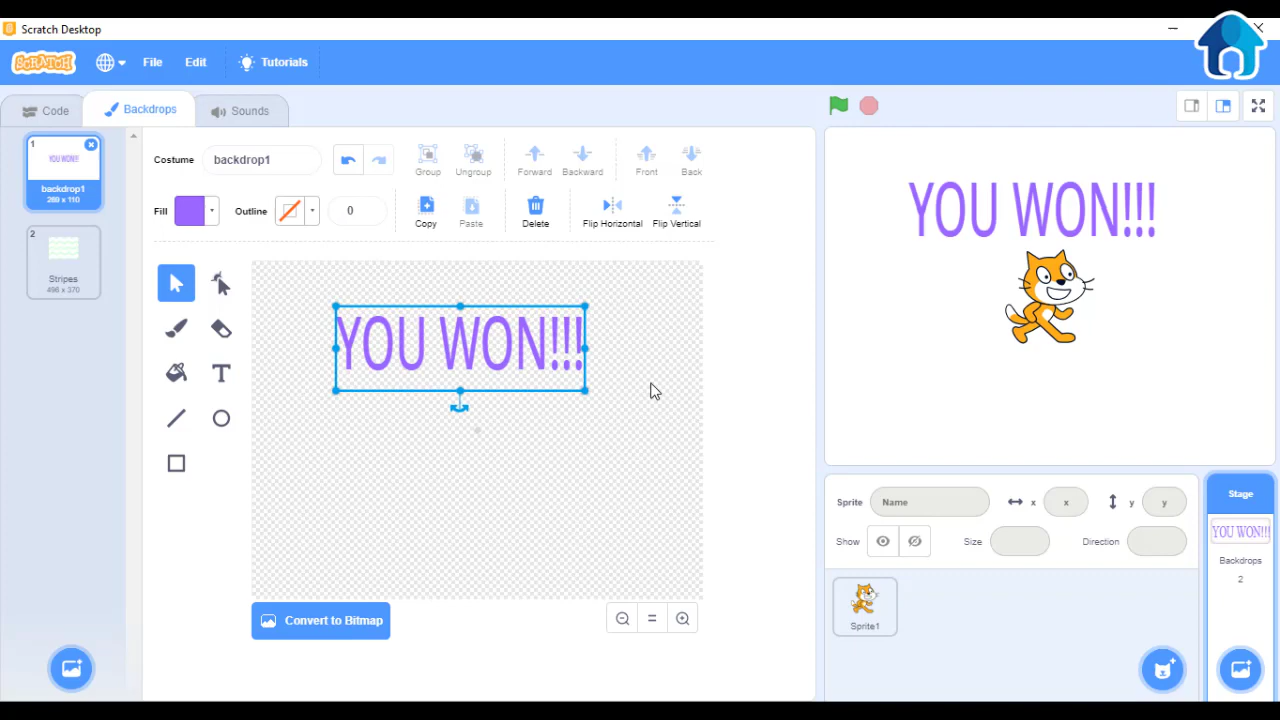 Scratch Desktop
SCRATCH
File
Edit
Tutorials
Code
Backdrops
Sounds
1
YOU WON!!!
backdrop1
289 x 110
2
Stripes
496 x 370
Costume
backdrop1
Group
Ungroup
Forward
Backward
Front
Back
Fill
Outline
0
Copy
Paste
Delete
Flip Horizontal
Flip Vertical
YOU WON!!!
Convert to Bitmap
YOU WON!!!
Sprite
Name
x
x
y
y
Show
Size
Direction
Sprite1
Stage
YOU WON!!!
Backdrops
2